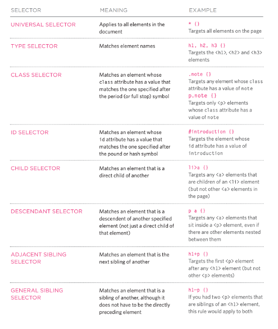 SELECTOR MEANING EXAMPLE
UNIVERSAL SELECTOR Applies to all elements in the * {}
document Targets all elements on the page
TYPE SELECTOR Matches element names h1, h2, h3 {}
Targets the <h1>, <h2> and <h3>
elements
CLASS SELECTOR Matches an element whose .note {}
class attribute has a value that Targets any element whose class
matches the one specified after attribute has a value of note
the period (or full stop) symbol p.note {}
Targets only <p> elements
whose class attribute has a
value of note
ID SELECTOR Matches an element whose #introduction {}
id attribute has a value that Targets the element whose
matches the one specified after id attribute has a value of
the pound or hash symbol introduction
CHILD SELECTOR Matches an element that is a li>a {}
direct child of another Targets any <a> elements that
are children of an <li> element
(but not other <a> elements in
the page)
DESCENDANT SELECTOR Matches an element that is a p a {}
descendant of another specified Targets any <a> elements that
element (not just a direct child of sit inside a <p> element, even if
that element) there are other elements nested
between them
ADJACENT SIBLING Matches an element that is the h1+p {}
SELECTOR next sibling of another Targets the first <p> element
after any <h1> element (but not
other <p> elements)
GENERAL SIBLING Matches an element that is a h1~p {}
SELECTOR sibling of another, although it If you had two <p> elements that
does not have to be the directly are siblings of an <h1> element,
preceding element this rule would apply to both